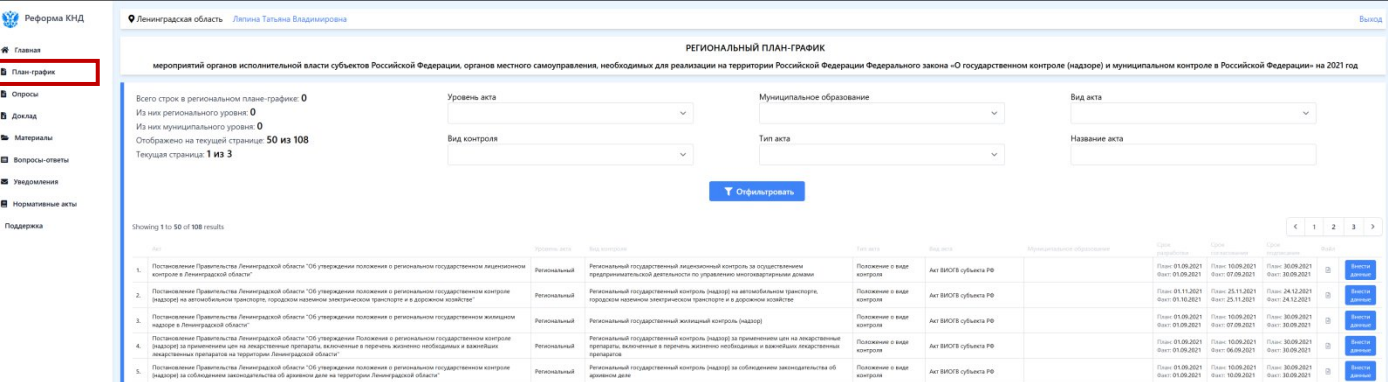 Реформа КНД
Ленинградская область Ляпина Татьяна Владимировна
Выход
Главная
План-график
Опросы
Доклад
Материалы
Вопросы-ответы
Уведомления
Нормативные акты
Поддержка
РЕГИОНАЛЬНЫЙ ПЛАН-ГРАФИК
мероприятий органов исполнительной власти субъектов Российской Федерации, органов местного самоуправления, необходимых для реализации на территории Российской Федерации Федерального закона «О государственном контроле (надзоре) и муниципальном контроле в Российской Федерации» на 2021 год
Всего строк в региональном плане-графике: 0
Из них регионального уровня: 0
Из них муниципального уровня: 0
Отображено на текущей странице: 50 из 108
Текущая страница: 1 из 3
Уровень акта
Муниципальное образование
Вид акта
Вид контроля
Тип акта
Название акта
Отфильтровать
Showing 1 to 50 of 108 results
< 1 2 3 >
Акт Уровень акта Вид контроля Тип акта Вид акта Муниципальное образование Срок разработки Срок согласования Срок Файл
1. Постановление Правительства Ленинградской области "Об утверждении положения о региональном государственном лицензионном
контроле в Ленинградской области"
Региональный
Региональный государственный лицензионный контроль за осуществлением
предпринимательской деятельности по управлению многоквартирными домами
Положение о виде
контроля
Акт ВИОГВ субъекта РФ
План: 01.09.2021 План: 10.09.2021 План: 30.09.2021
Факт: 01.09.2021 Факт: 07.09.2021 Факт: 30.09.2021
Внести
данные
2. Постановление Правительства Ленинградской области "Об утверждении положения о региональном государственном контроле
(надзоре) на автомобильном транспорте, городском наземном электрическом транспорте и в дорожном хозяйстве"
Региональный
Региональный государственный контроль (надзор) на автомобильном транспорте,
городском наземном электрическом транспорте и в дорожном хозяйстве
Положение о виде
контроля
Акт ВИОГВ субъекта РФ
План: 01.11.2021 План: 25.11.2021 План: 24.12.2021
Факт: 01.10.2021 Факт: 25.11.2021 Факт: 24.12.2021
Внести
данные
3. Постановление Правительства Ленинградской области "Об утверждении положения о региональном государственном жилищном
надзоре в Ленинградской области"
Региональный
Региональный государственный жилищный контроль (надзор)
Положение о виде
контроля
Акт ВИОГВ субъекта РФ
План: 01.09.2021 План: 10.09.2021 План: 30.09.2021
Факт: 01.09.2021 Факт: 07.09.2021 Факт: 30.09.2021
Внести
данные
4. Постановление Правительства Ленинградской области "Об утверждении Положения о региональном государственном контроле
(надзоре) за применением цен на лекарственные препараты, включенные в перечень жизненно необходимых и важнейших
лекарственных препаратов на территории Ленинградской области"
Региональный
Региональный государственный контроль (надзор) за применением цен на лекарственные
препараты, включенные в перечень жизненно необходимых и важнейших лекарственных
препаратов
Положение о виде
контроля
Акт ВИОГВ субъекта РФ
План: 01.09.2021 План: 10.09.2021 План: 30.09.2021
Факт: 01.09.2021 Факт: 06.09.2021 Факт: 30.09.2021
Внести
данные
5. Постановление Правительства Ленинградской области "Об утверждении положения о региональном государственном контроле
(надзоре) за соблюдением законодательства об архивном деле на территории Ленинградской области"
Региональный
Региональный государственный контроль (надзор) за соблюдением законодательства об
архивном деле
Положение о виде
контроля
Акт ВИОГВ субъекта РФ
План: 01.09.2021 План: 10.09.2021 План: 30.09.2021
Факт: 01.09.2021 Факт: 10.09.2021 Факт: 30.09.2021
Внести
данные